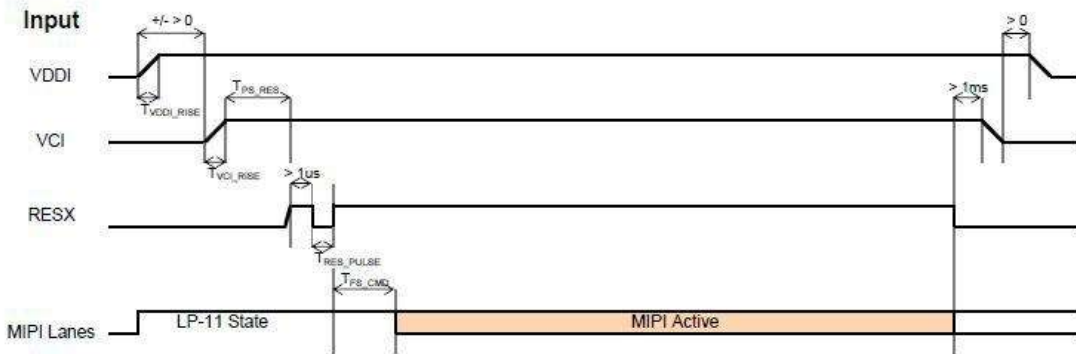 Input
+/- > 0
> 0
VDDI
T_PS_RES
> 1ms
T_VDDI_RISE
VCI
T_VCI_RISE
> 1us
RESX
T_RES_PULSE
T_FS_CMD
LP-11 State
MIPI Active
MIPI Lanes